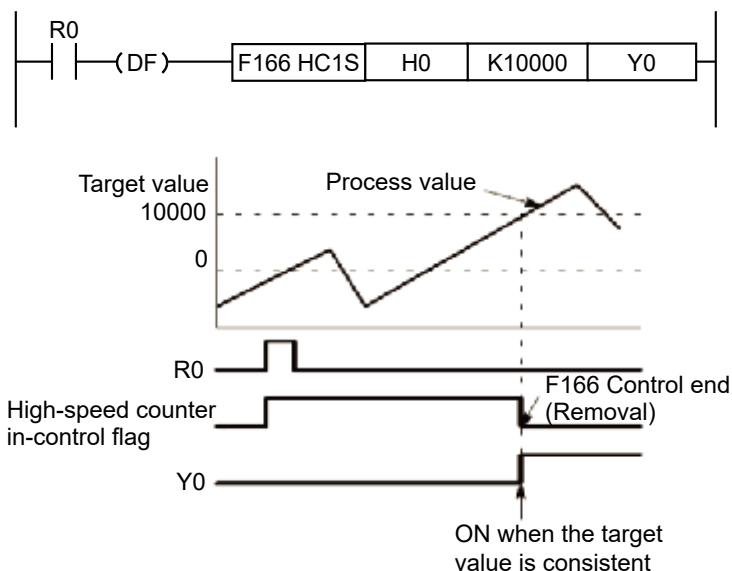 R0
(DF)
F166 HC1S H0 K10000 Y0
Target value
10000
Process value
0
R0
F166 Control end
(Removal)
High-speed counter
in-control flag
Y0
ON when the target
value is consistent